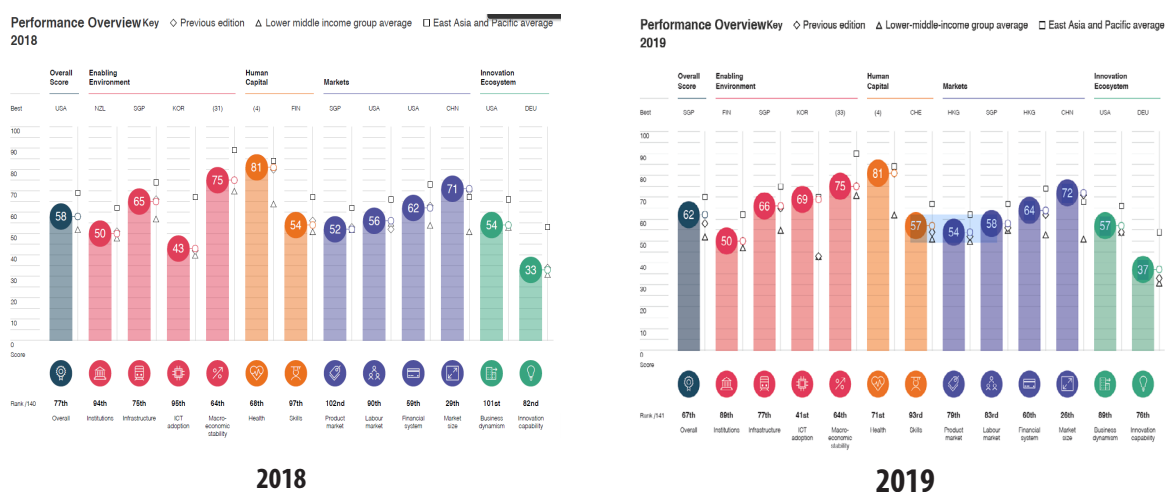 Performance Overview Key ◇ Previous edition △ Lower middle income group average □ East Asia and Pacific average
2018
Overall Score Enabling Environment Human Capital Markets Innovation Ecosystem
Best USA NZL SGP KOR (31) (4) FIN SGP USA USA CHN USA DEU
100
90
80
70
60
50
40
30
20
10
0
Score
58 50 65 43 75 81 54 52 56 62 71 54 33
Rank /140 77th 94th 75th 95th 64th 68th 97th 102nd 90th 59th 29th 101st 82nd
Overall Institutions Infrastructure ICT adoption Macro-economic stability Health Skills Product market Labour market Financial system Market size Business dynamism Innovation capability
2018
Performance Overview Key ◇ Previous edition △ Lower-middle-income group average □ East Asia and Pacific average
2019
Overall Score Enabling Environment Human Capital Markets Innovation Ecosystem
Best SGP FIN SGP KOR (33) (4) CHE HKG SGP HKG CHN USA DEU
100
90
80
70
60
50
40
30
20
10
0
Score
62 50 66 69 75 81 57 54 58 64 72 57 37
Rank /141 67th 89th 77th 41st 64th 71st 93rd 79th 83rd 60th 26th 89th 76th
Overall Institutions Infrastructure ICT adoption Macro-economic stability Health Skills Product market Labour market Financial system Market size Business dynamism Innovation capability
2019